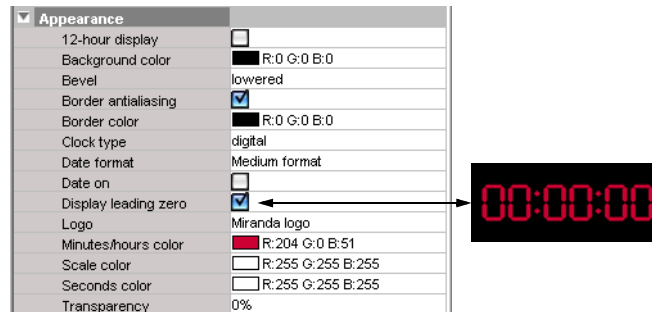 Appearance
12-hour display
Background color R:0 G:0 B:0
Bevel lowered
Border antialiasing
Border color R:0 G:0 B:0
Clock type digital
Date format Medium format
Date on
Display leading zero
Logo Miranda logo
Minutes/hours color R:204 G:0 B:51
Scale color R:255 G:255 B:255
Seconds color R:255 G:255 B:255
Transparency 0%
00:00:00